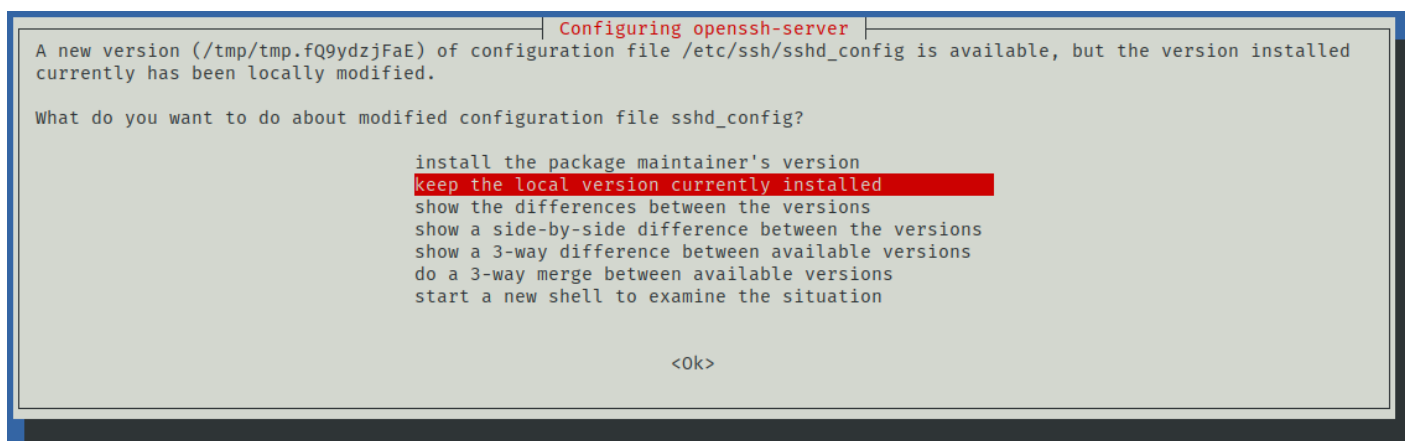 Configuring openssh-server
A new version (/tmp/tmp.fQ9ydzjFaE) of configuration file /etc/ssh/sshd_config is available, but the version installed
currently has been locally modified.
What do you want to do about modified configuration file sshd_config?
install the package maintainer's version
keep the local version currently installed
show the differences between the versions
show a side-by-side difference between the versions
show a 3-way difference between available versions
do a 3-way merge between available versions
start a new shell to examine the situation
<Ok>